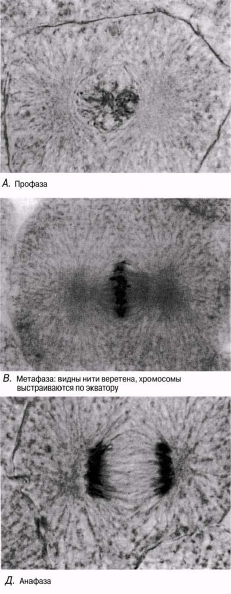 А. Профаза
В. Метафаза: видны нити веретена, хромосомы
выстраиваются по экватору
Д. Анафаза